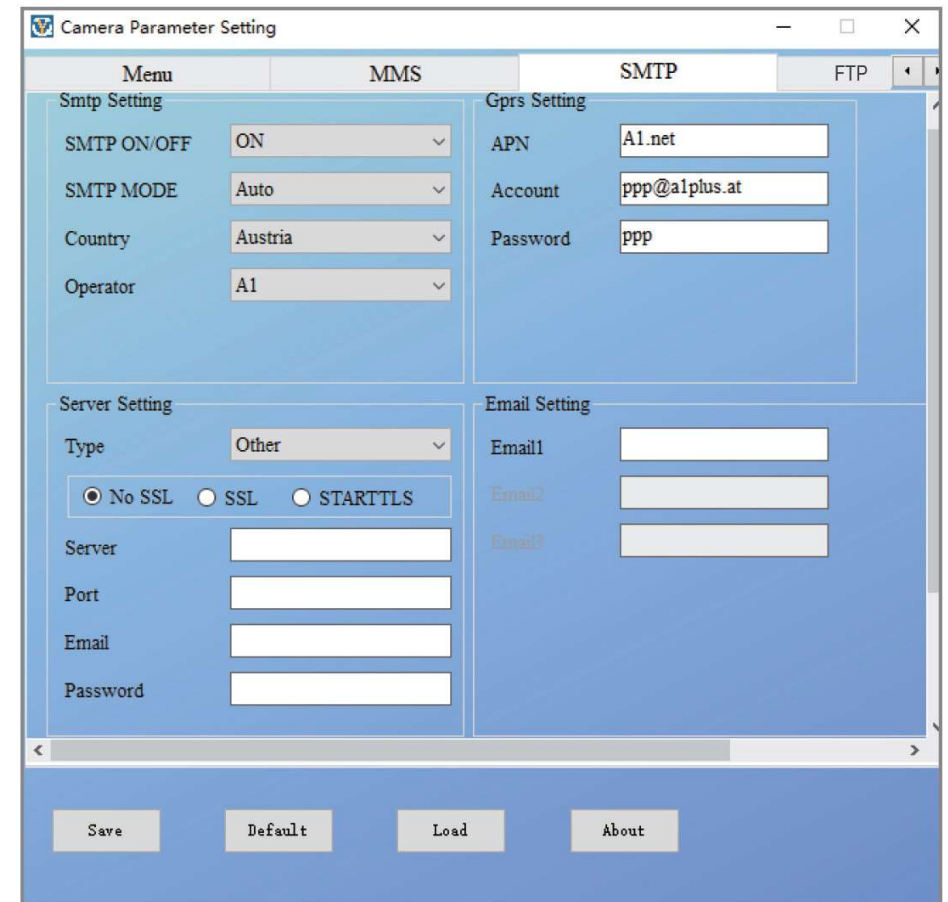 Camera Parameter Setting
Menu MMS SMTP FTP
Smtp Setting
SMTP ON/OFF ON
SMTP MODE Auto
Country Austria
Operator A1
Gprs Setting
APN A1.net
Account ppp@a1plus.at
Password ppp
Server Setting
Type Other
No SSL SSL STARTTLS
Server
Port
Email
Password
Email Setting
Email1
Email2
Email3
Save Default Load About